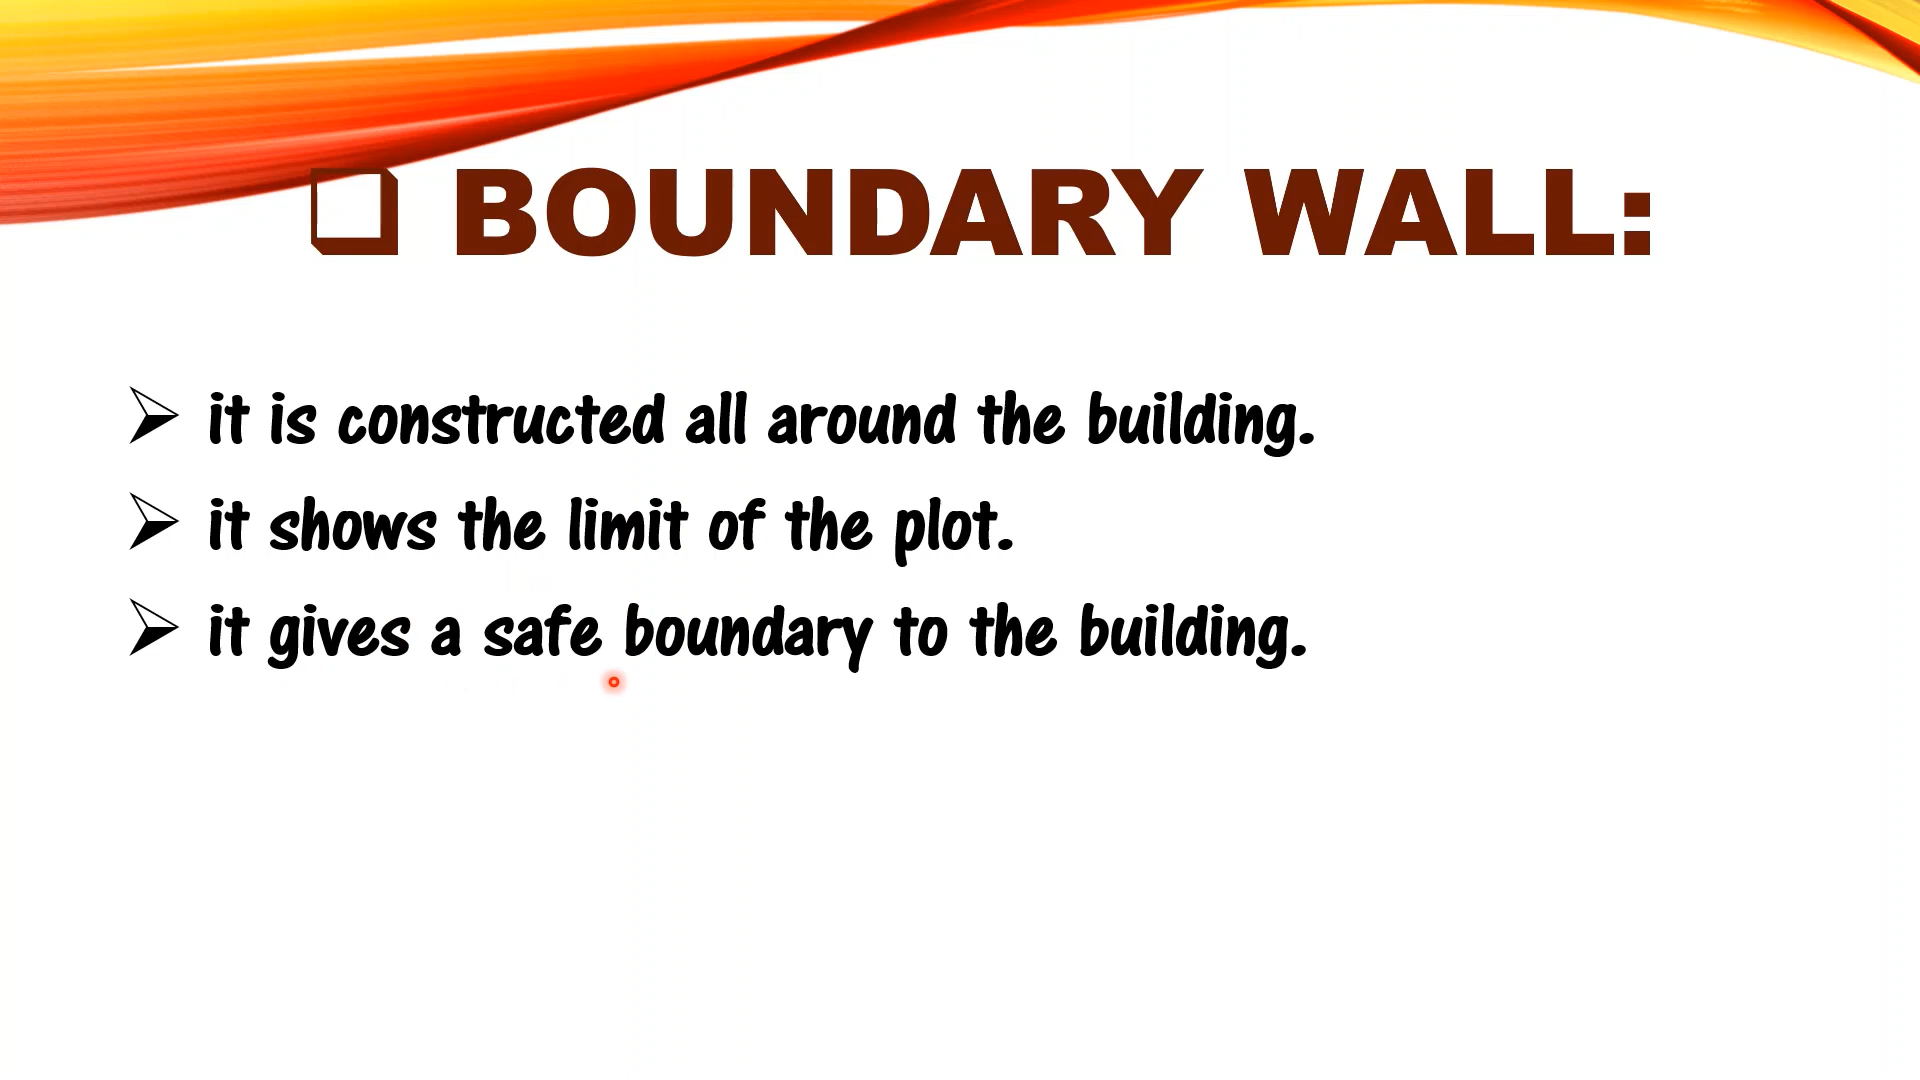 ❑ BOUNDARY WALL:
➢ it is constructed all around the building.
➢ it shows the limit of the plot.
➢ it gives a safe boundary to the building.